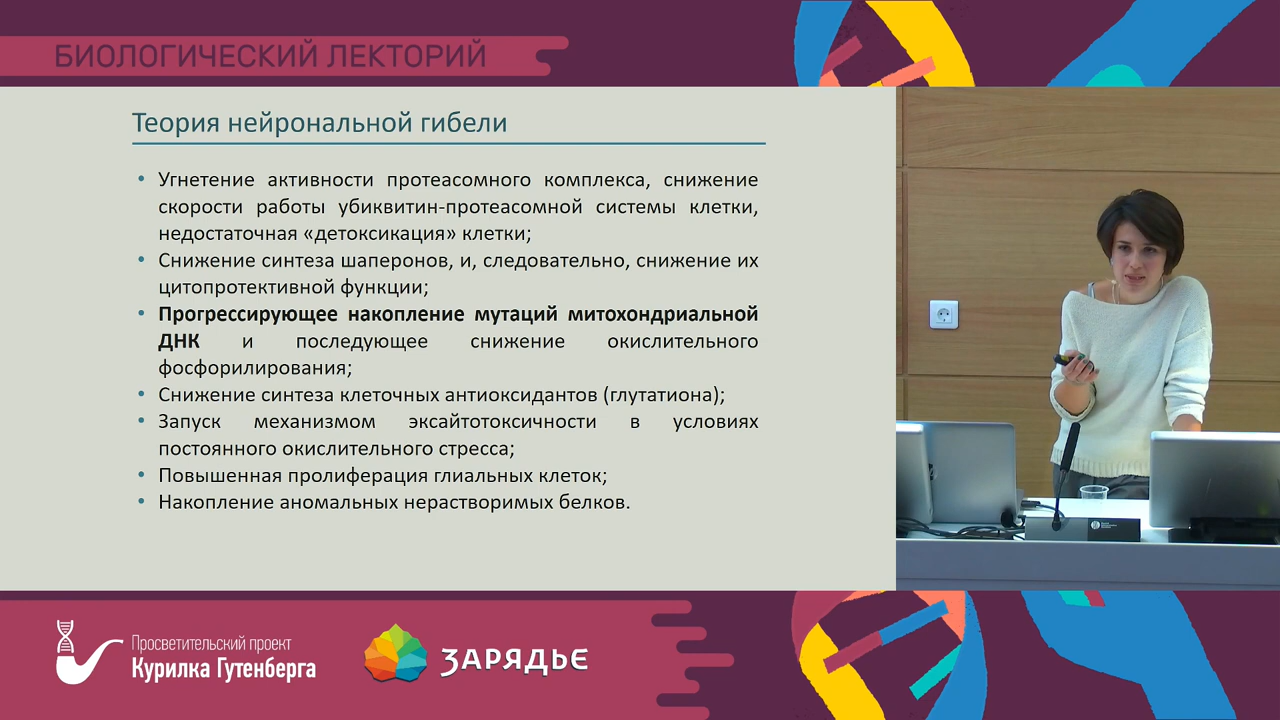 БИОЛОГИЧЕСКИЙ ЛЕКТОРИЙ
Теория нейрональной гибели
• Угнетение активности протеасомного комплекса, снижение
скорости работы убиквитин-протеасомной системы клетки,
недостаточная «детоксикация» клетки;
• Снижение синтеза шаперонов, и, следовательно, снижение их
цитопротективной функции;
• Прогрессирующее накопление мутаций митохондриальной
ДНК и последующее снижение окислительного
фосфорилирования;
• Снижение синтеза клеточных антиоксидантов (глутатиона);
• Запуск механизмом эксайтотоксичности в условиях
постоянного окислительного стресса;
• Повышенная пролиферация глиальных клеток;
• Накопление аномальных нерастворимых белков.
Просветительский проект
Курилка Гутенберга
ЗАРЯДЬЕ